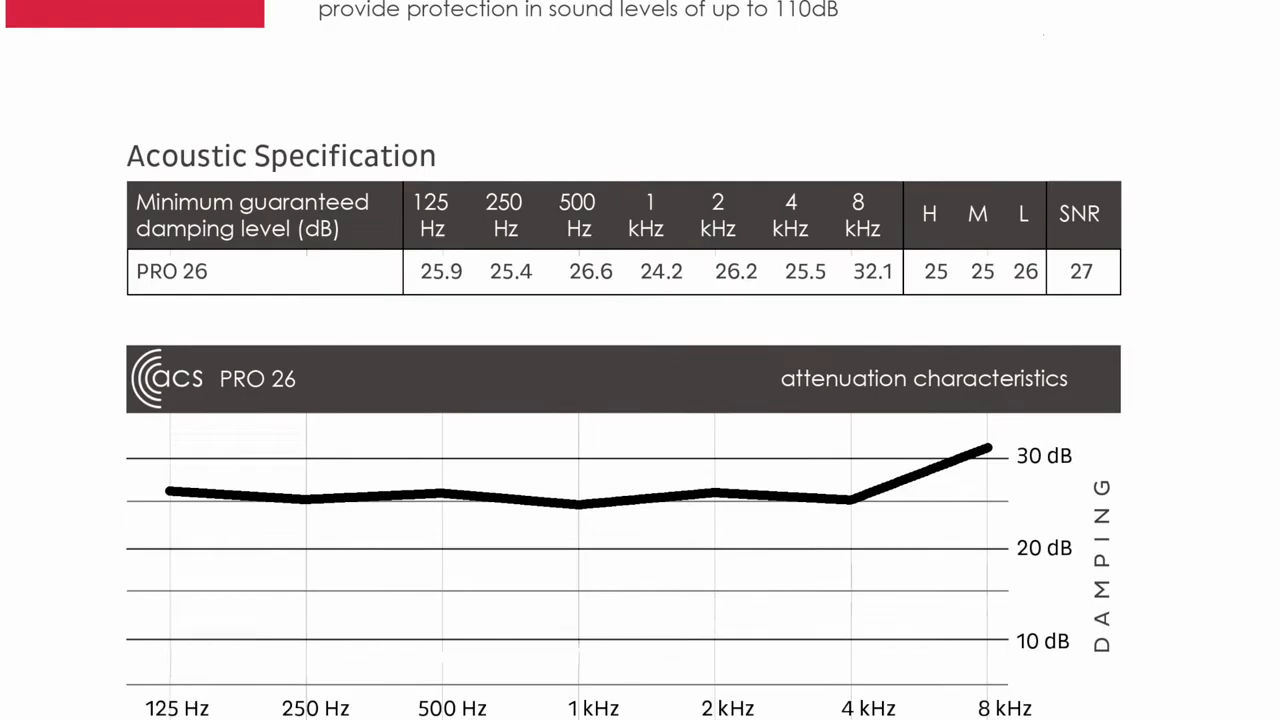 provide protection in sound levels of up to 110dB
Acoustic Specification
Minimum guaranteed damping level (dB) 125 Hz 250 Hz 500 Hz 1 kHz 2 kHz 4 kHz 8 kHz H M L SNR
PRO 26 25.9 25.4 26.6 24.2 26.2 25.5 32.1 25 25 26 27
acs PRO 26 attenuation characteristics
30 dB
20 dB
10 dB
DAMPING
125 Hz 250 Hz 500 Hz 1 kHz 2 kHz 4 kHz 8 kHz